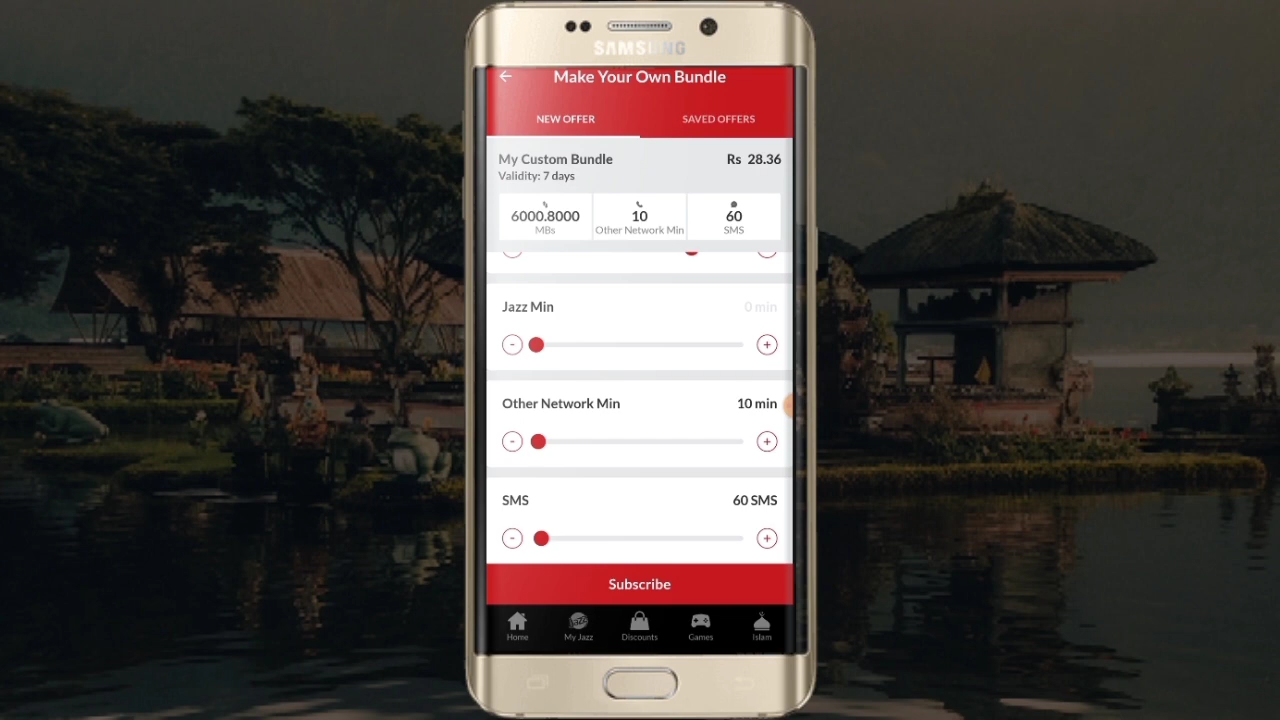 SAMSUNG
Make Your Own Bundle
NEW OFFER
SAVED OFFERS
My Custom Bundle
Rs 28.36
Validity: 7 days
6000.8000
10
60
MBs
Other Network Min
SMS
Jazz Min
0 min
-
+
Other Network Min
10 min
-
+
SMS
60 SMS
-
+
Subscribe
Jazz
Home
My Jazz
Discounts
Games
Islam